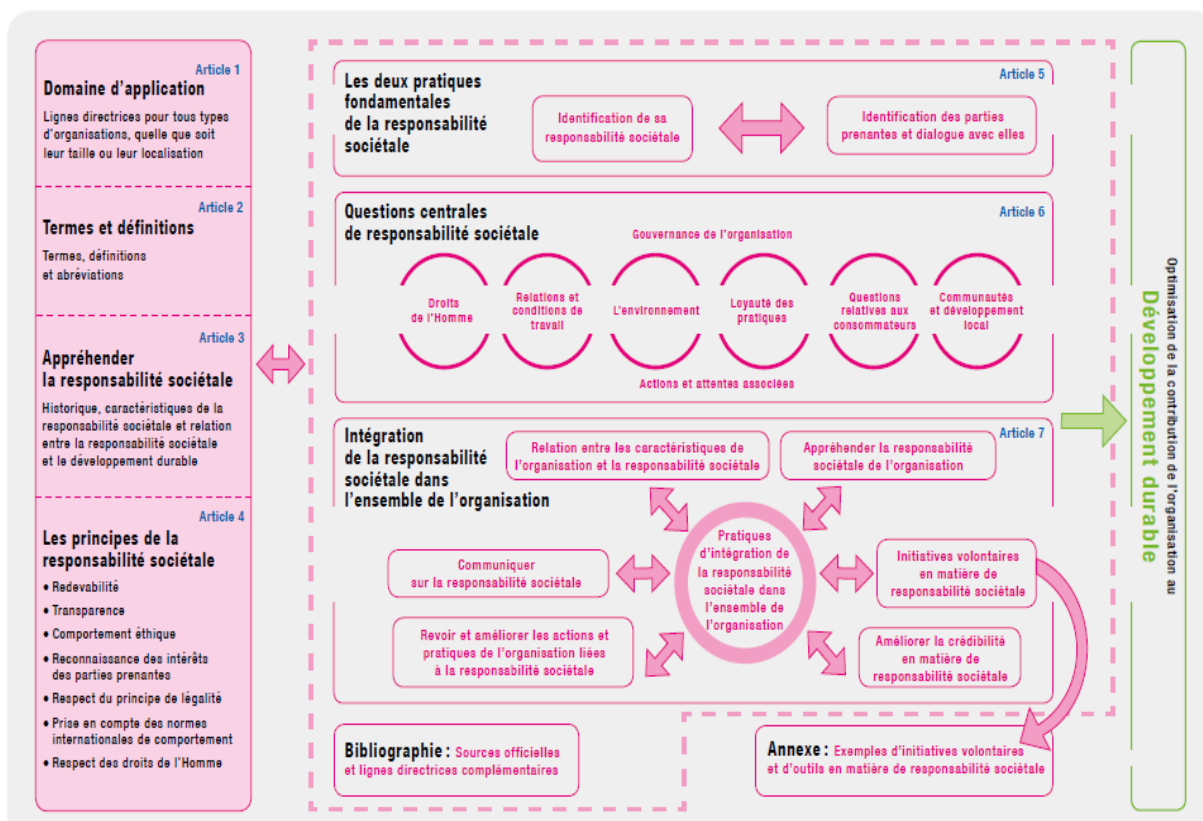 Article 1
Domaine d'application
Lignes directrices pour tous types
d'organisations, quelle que soit
leur taille ou leur localisation
Article 2
Termes et définitions
Termes, définitions
et abréviations
Article 3
Appréhender
la responsabilité sociétale
Historique, caractéristiques de la
responsabilité sociétale et relation
entre la responsabilité sociétale
et le développement durable
Article 4
Les principes de la
responsabilité sociétale
• Redevabilité
• Transparence
• Comportement éthique
• Reconnaissance des intérêts
des parties prenantes
• Respect du principe de légalité
• Prise en compte des normes
internationales de comportement
• Respect des droits de l'Homme
Article 5
Les deux pratiques
fondamentales
de la responsabilité
sociétale
Identification de sa
responsabilité sociétale
Identification des parties
prenantes et dialogue avec elles
Article 6
Questions centrales
de responsabilité sociétale
Gouvernance de l'organisation
Droits
de l'Homme
Relations et
conditions de
travail
L'environnement
Loyauté des
pratiques
Questions
relatives aux
consommateurs
Communautés
et développement
local
Actions et attentes associées
Article 7
Intégration
de la responsabilité
sociétale dans
l'ensemble de l'organisation
Relation entre les caractéristiques de
l'organisation et la responsabilité sociétale
Appréhender la responsabilité
sociétale de l'organisation
Pratiques
d'intégration de
la responsabilité
sociétale dans
l'ensemble de
l'organisation
Communiquer
sur la responsabilité sociétale
Initiatives volontaires
en matière de
responsabilité sociétale
Revoir et améliorer les actions et
pratiques de l'organisation liées
à la responsabilité sociétale
Améliorer la crédibilité
en matière de
responsabilité sociétale
Bibliographie : Sources officielles
et lignes directrices complémentaires
Annexe : Exemples d'initiatives volontaires
et d'outils en matière de responsabilité sociétale
Optimisation de la contribution de l'organisation au
Développement durable